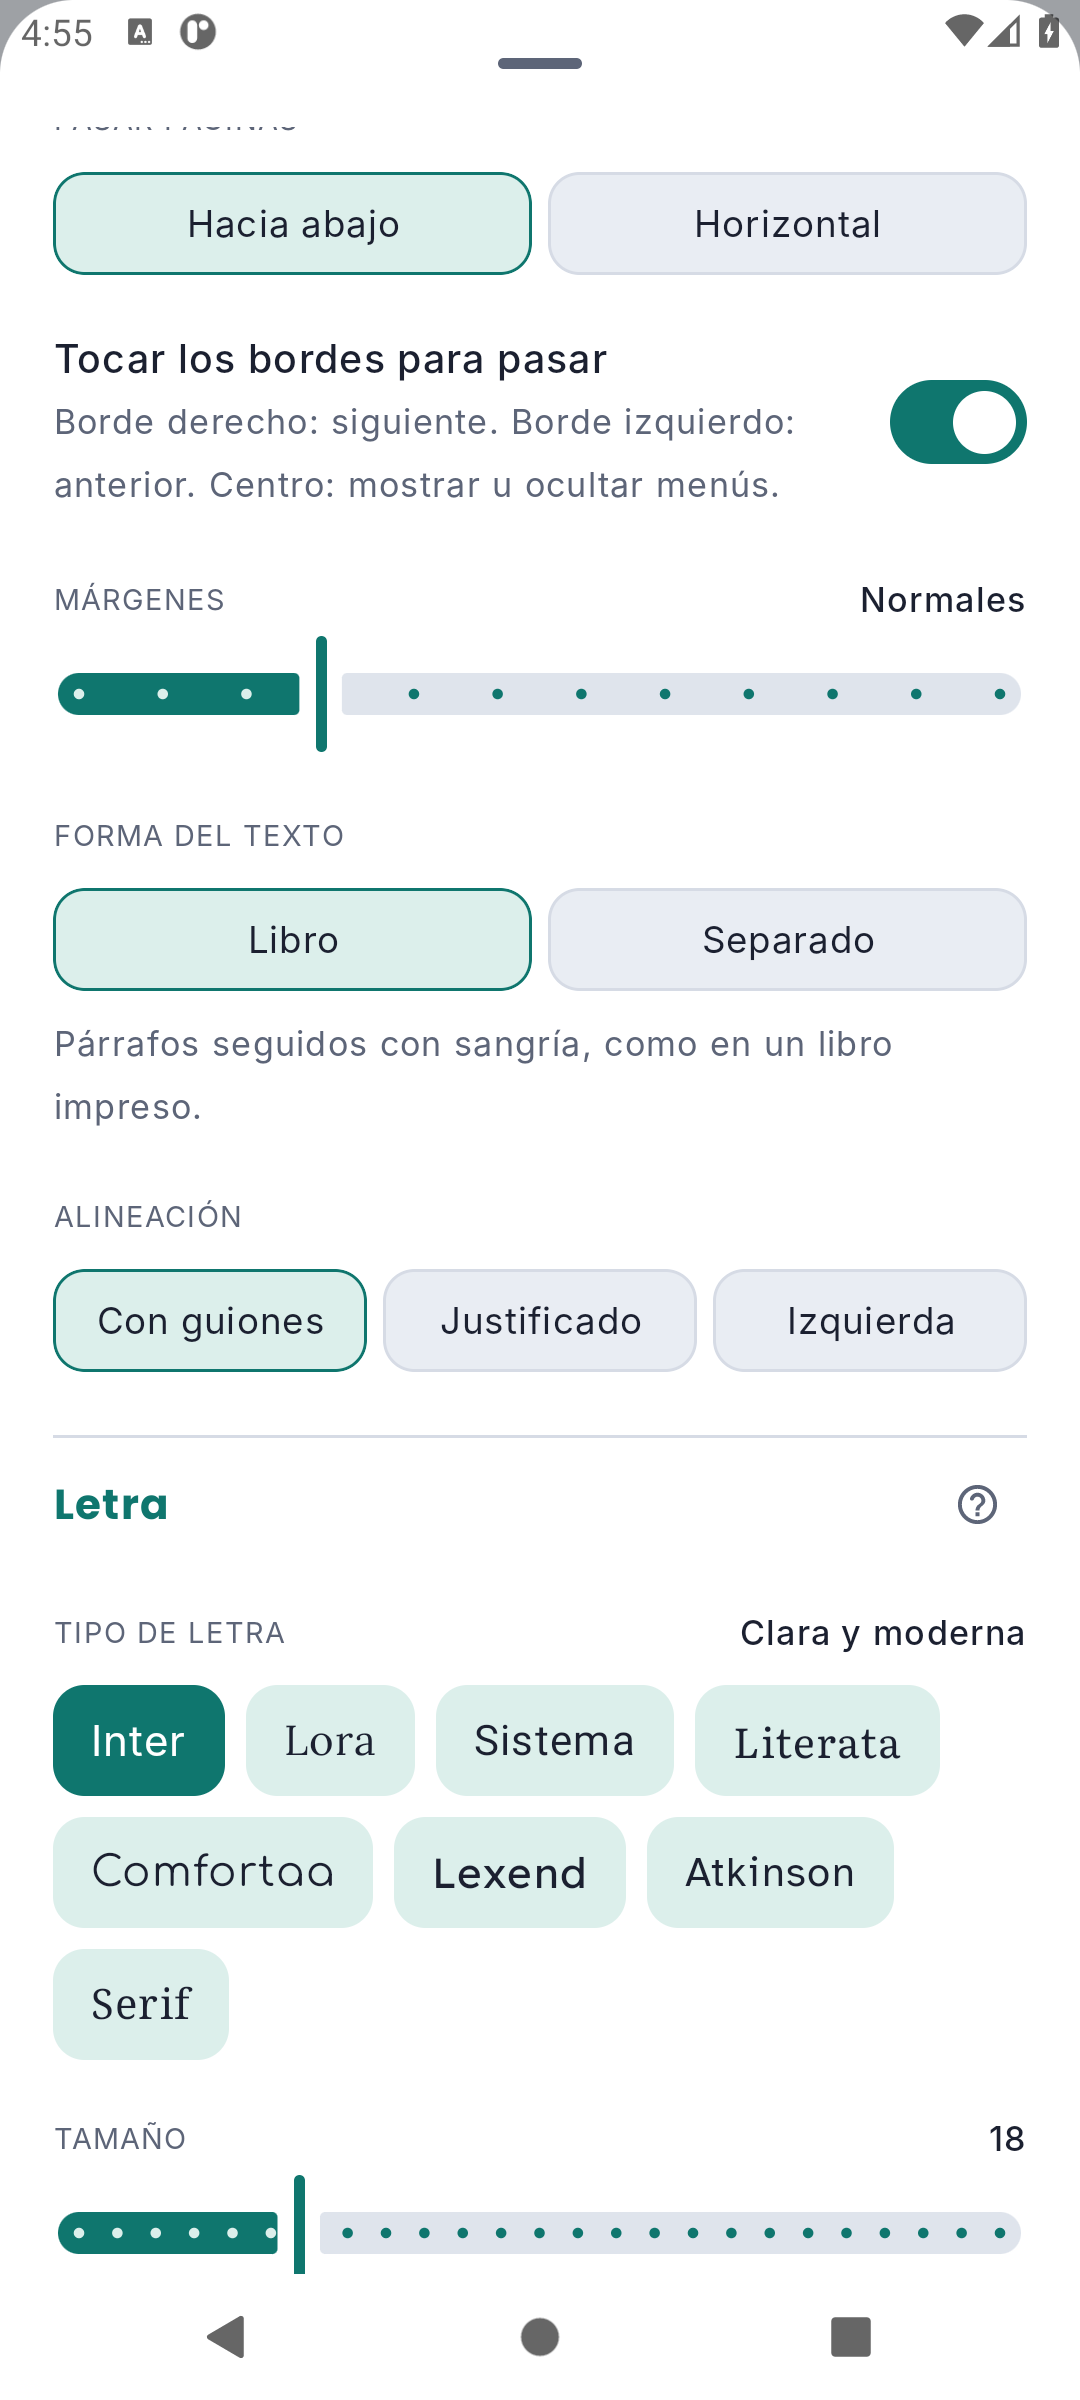 4:55
PASAR PÁGINAS
Hacia abajo
Horizontal
Tocar los bordes para pasar
Borde derecho: siguiente. Borde izquierdo:
anterior. Centro: mostrar u ocultar menús.
MÁRGENES
Normales
FORMA DEL TEXTO
Libro
Separado
Párrafos seguidos con sangría, como en un libro
impreso.
ALINEACIÓN
Con guiones
Justificado
Izquierda
Letra
TIPO DE LETRA
Clara y moderna
Inter
Lora
Sistema
Literata
Comfortaa
Lexend
Atkinson
Serif
TAMAÑO
18